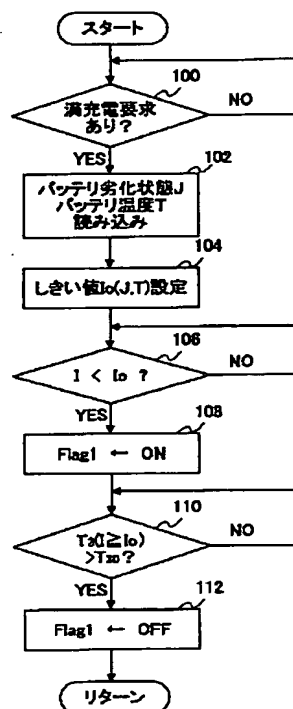 スタート
100
満充電要求
あり?
NO
YES
102
バッテリ劣化状態J
バッテリ温度T
読み込み
104
しきい値Io(J,T)設定
106
I < Io ?
NO
YES
108
Flag1 ← ON
110
T2(I≧Io)
>T20?
NO
YES
112
Flag1 ← OFF
リターン